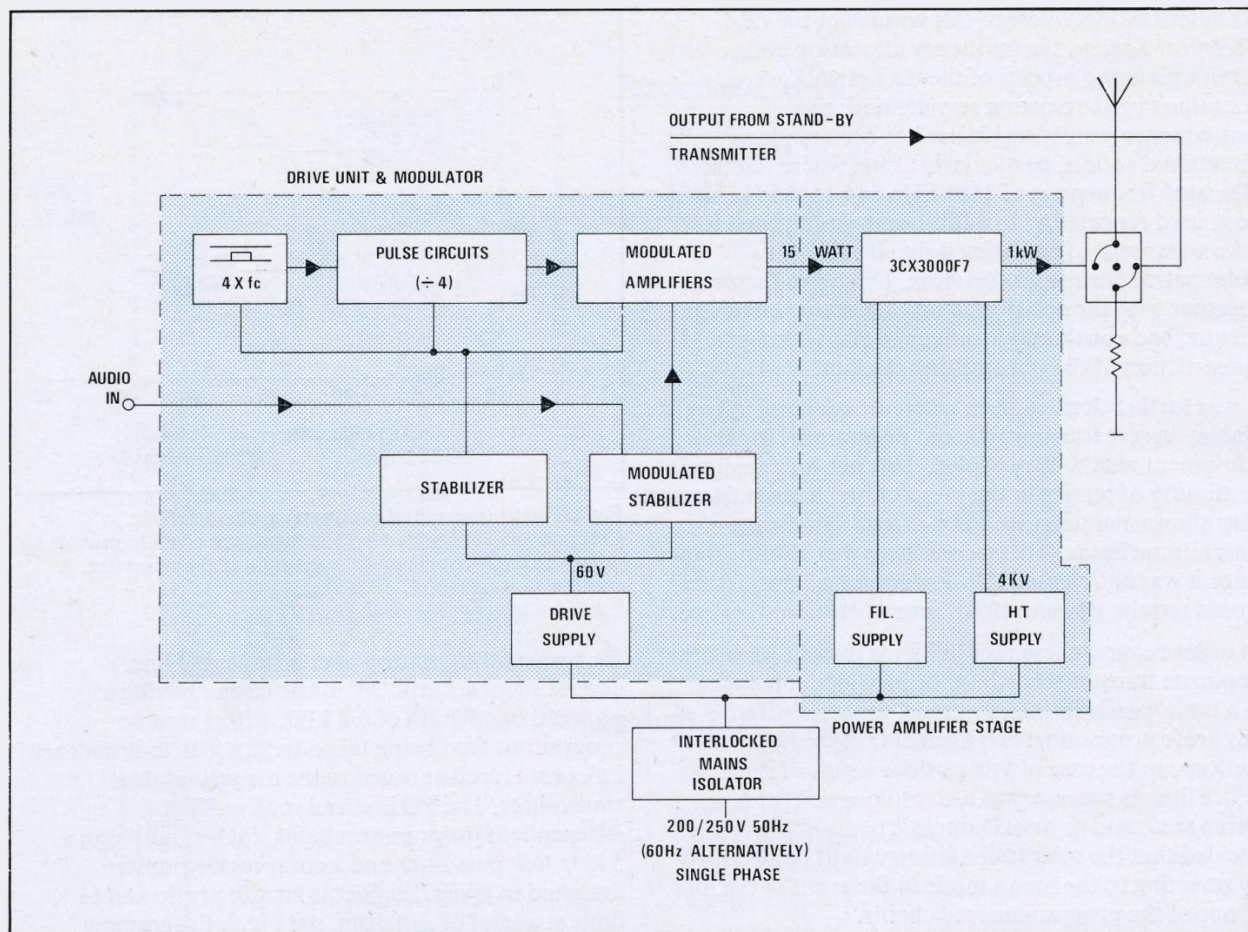 OUTPUT FROM STAND-BY
TRANSMITTER
DRIVE UNIT & MODULATOR
4 X fc
PULSE CIRCUITS
(÷ 4)
MODULATED
AMPLIFIERS
15 WATT
3CX3000F7
1kW
AUDIO
IN
STABILIZER
MODULATED
STABILIZER
60V
4KV
DRIVE
SUPPLY
FIL.
SUPPLY
HT
SUPPLY
POWER AMPLIFIER STAGE
INTERLOCKED
MAINS
ISOLATOR
200/250V 50Hz
(60Hz ALTERNATIVELY)
SINGLE PHASE